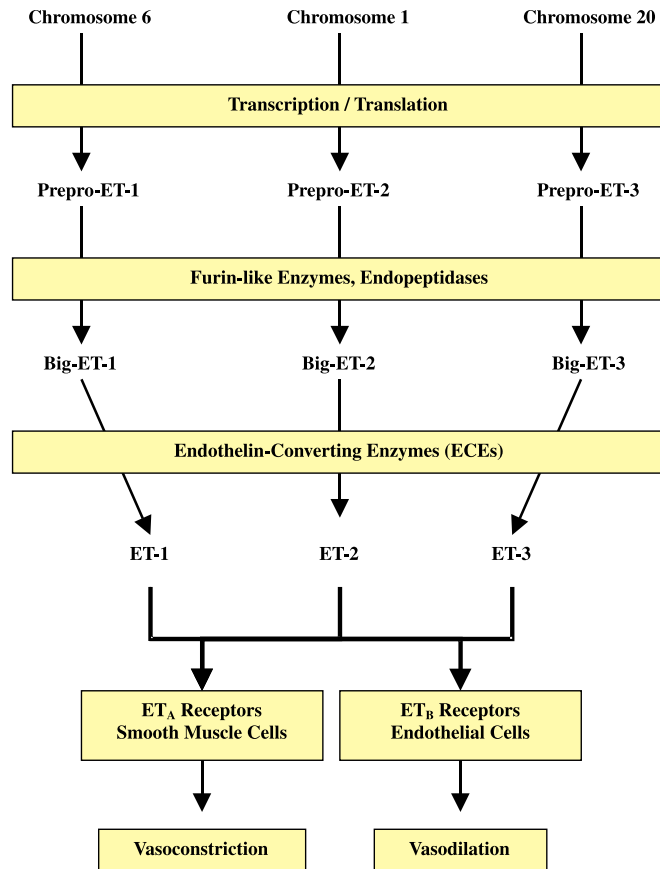 Chromosome 6 Chromosome 1 Chromosome 20
Transcription / Translation
Prepro-ET-1 Prepro-ET-2 Prepro-ET-3
Furin-like Enzymes, Endopeptidases
Big-ET-1 Big-ET-2 Big-ET-3
Endothelin-Converting Enzymes (ECEs)
ET-1 ET-2 ET-3
ETA Receptors
Smooth Muscle Cells
ETB Receptors
Endothelial Cells
Vasoconstriction Vasodilation